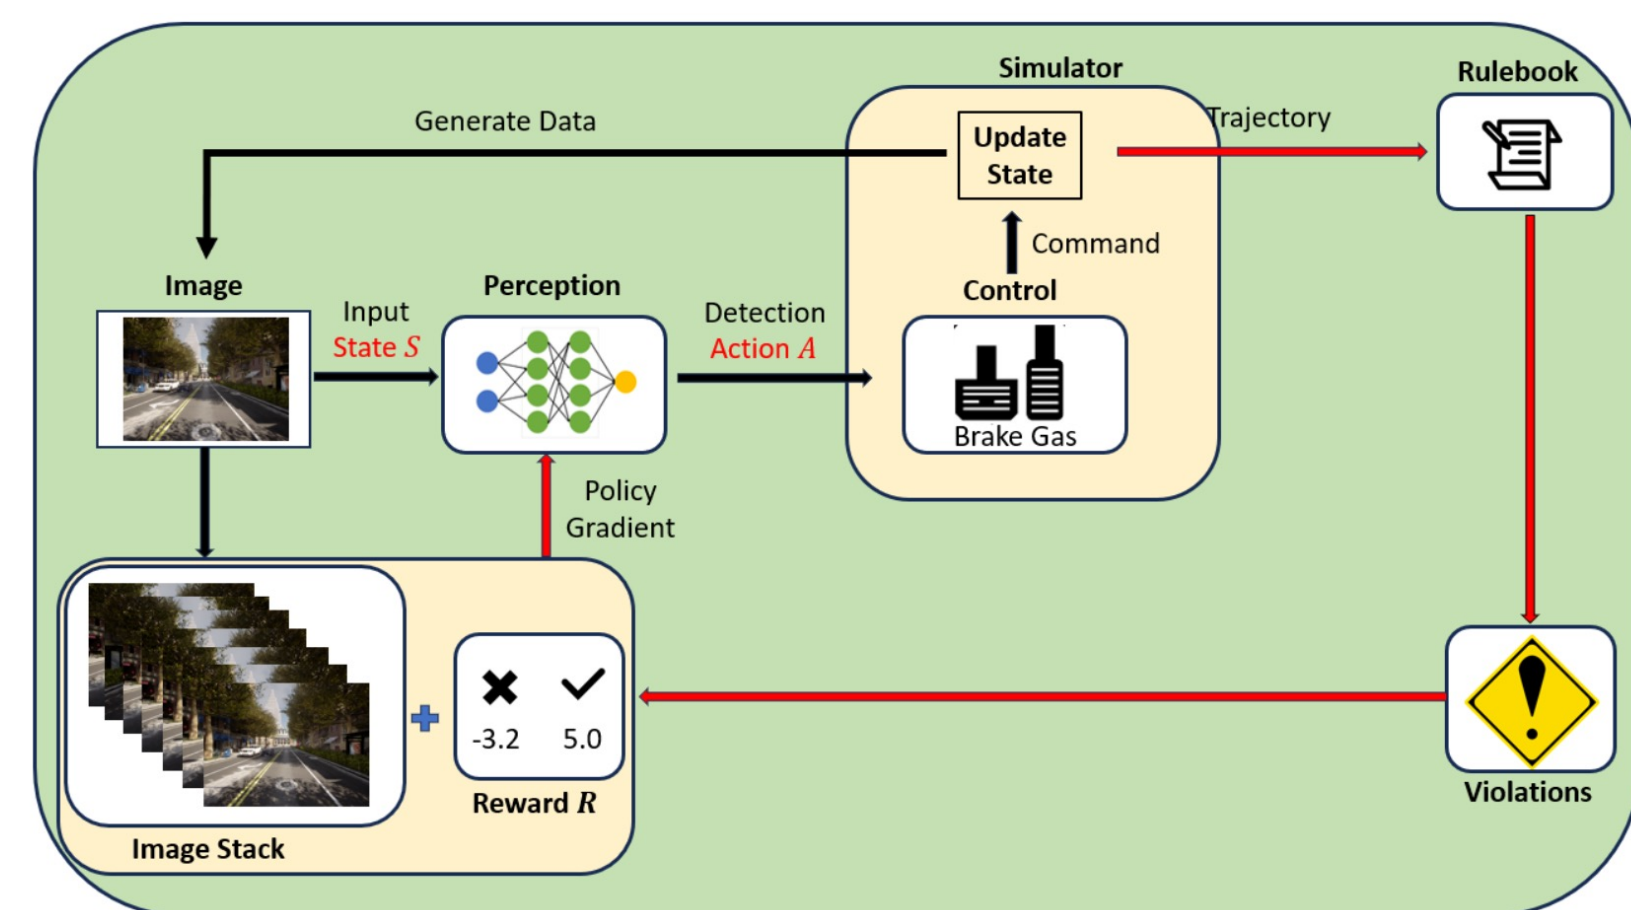 Simulator
Rulebook
Generate Data
Trajectory
Update
State
Command
Image
Perception
Control
Input
State S
Detection
Action A
Brake Gas
Policy
Gradient
-3.2
5.0
Reward R
Violations
Image Stack